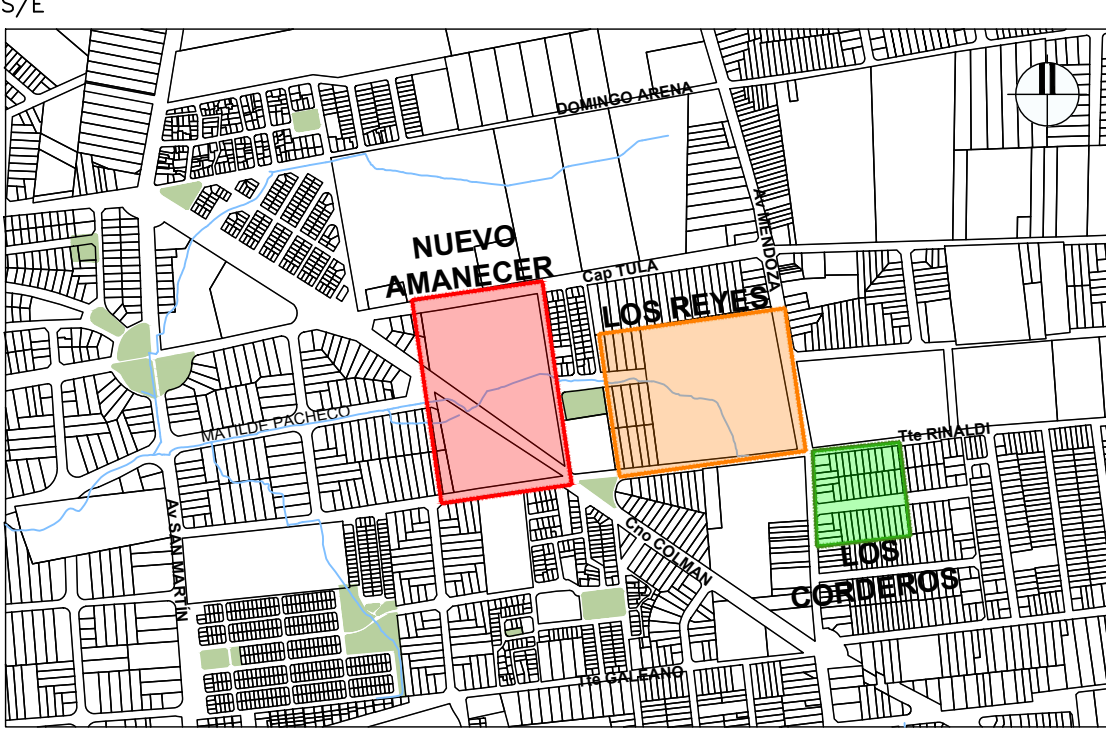 S/E
DOMINGO ARENA
Av MENDOZA
NUEVO
AMANECER
Cap TULA
LOS REYES
MATILDE PACHECO
Tte RINALDI
Av SAN MARTIN
Cno COLMAN
LOS
CORDEROS
Tte GALEANO